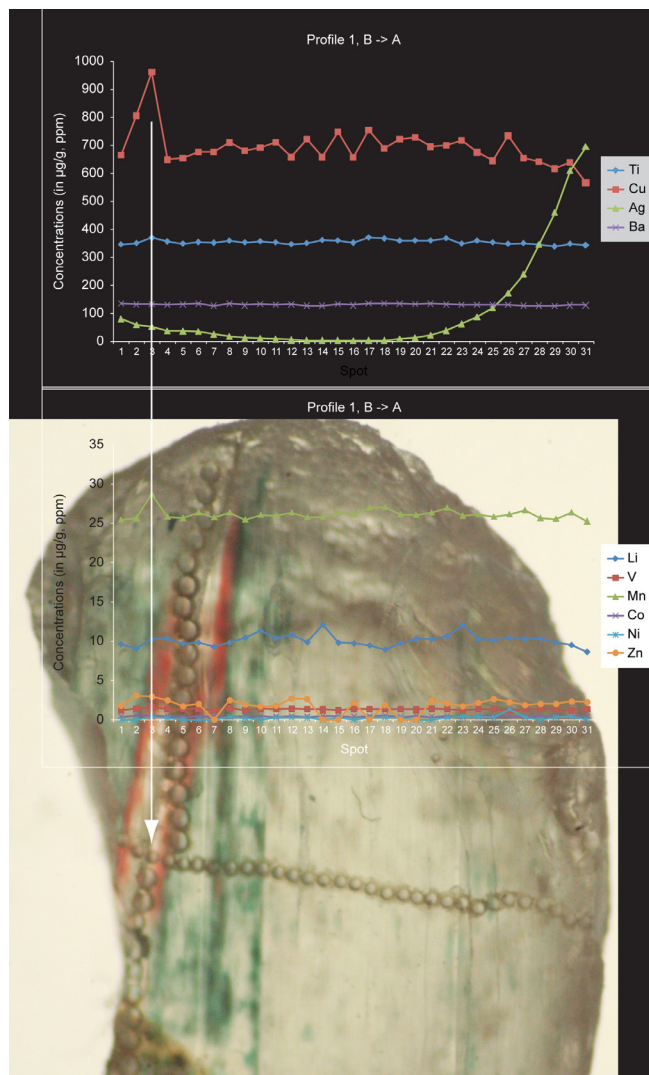 Profile 1, B -> A
Concentrations (in µg/g, ppm)
1000
900
800
700
600
500
400
300
200
100
0
1 2 3 4 5 6 7 8 9 10 11 12 13 14 15 16 17 18 19 20 21 22 23 24 25 26 27 28 29 30 31
Spot
Ti
Cu
Ag
Ba
Profile 1, B -> A
Concentrations (in µg/g, ppm)
35
30
25
20
15
10
5
0
1 2 3 4 5 6 7 8 9 10 11 12 13 14 15 16 17 18 19 20 21 22 23 24 25 26 27 28 29 30 31
Spot
Li
V
Mn
Co
Ni
Zn